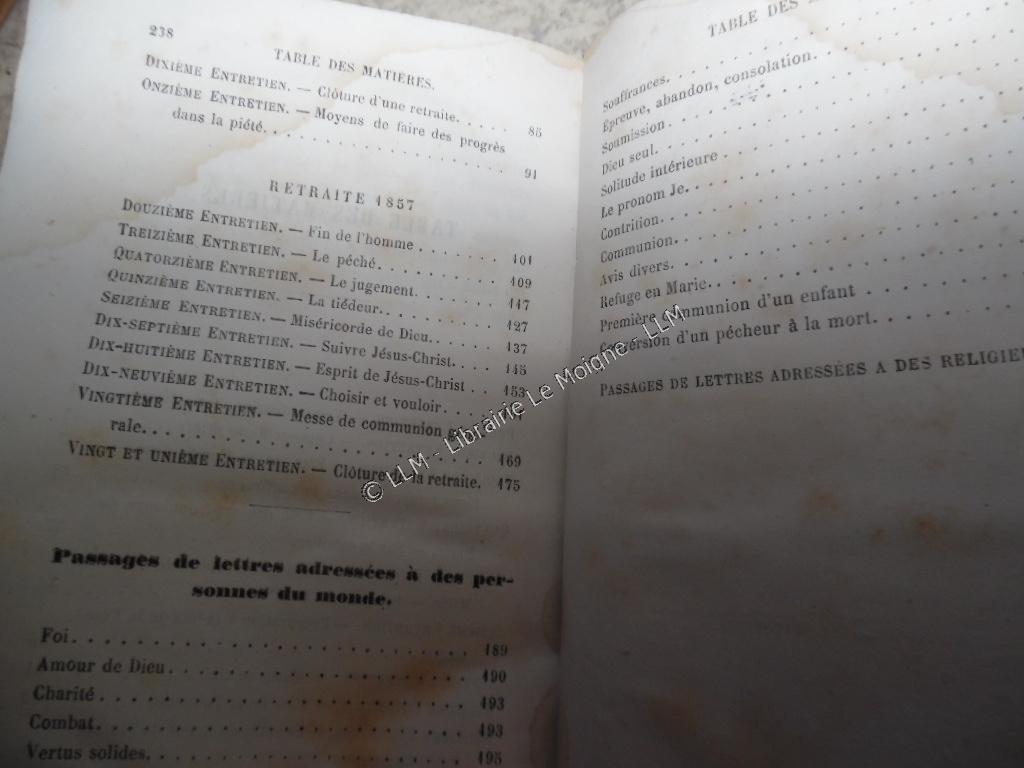 238
TABLE DES MATIÈRES.
DIXIÈME ENTRETIEN. — Clôture d'une retraite...... 85
ONZIÈME ENTRETIEN. — Moyens de faire des progrès
dans la piété.................. 91
RETRAITE 1857
DOUZIÈME ENTRETIEN. — Fin de l'homme........ 101
TREIZIÈME ENTRETIEN. — Le péché.......... 109
QUATORZIÈME ENTRETIEN. — Le jugement....... 117
QUINZIÈME ENTRETIEN. — La tiédeur......... 127
SEIZIÈME ENTRETIEN. — Miséricorde de Dieu..... 137
DIX-SEPTIÈME ENTRETIEN. — Suivre Jésus-Christ.... 145
DIX-HUITIÈME ENTRETIEN. — Esprit de Jésus-Christ.. 153
DIX-NEUVIÈME ENTRETIEN. — Choisir et vouloir....
VINGTIÈME ENTRETIEN. — Messe de communion
rale..................... 169
VINGT ET UNIÈME ENTRETIEN. — Clôture la retraite. 175
Passages de lettres adressées à des per-
sonnes du monde.
Foi........................ 189
Amour de Dieu.................. 190
Charité...................... 193
Combat...................... 193
Vertus solides................... 195
TABLE DES
Souffrances.
Épreuve, abandon, consolation.
Soumission
Dieu seul.
Solitude intérieure
Le pronom Je.
Contrition.
Communion.
Avis divers.
Refuge en Marie.
Première communion d'un enfant
Conversion d'un pécheur à la mort.
PASSAGES DE LETTRES ADRESSÉES A DES RELIGIE
© LLM - Librairie Le Moigne - LLM